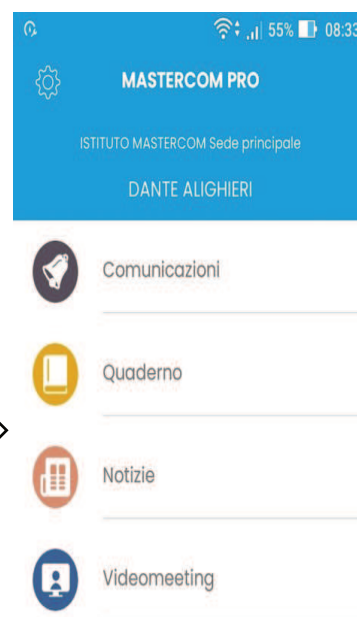 55% 08:33
MASTERCOM PRO
ISTITUTO MASTERCOM Sede principale
DANTE ALIGHIERI
Comunicazioni
Quaderno
Notizie
Videomeeting